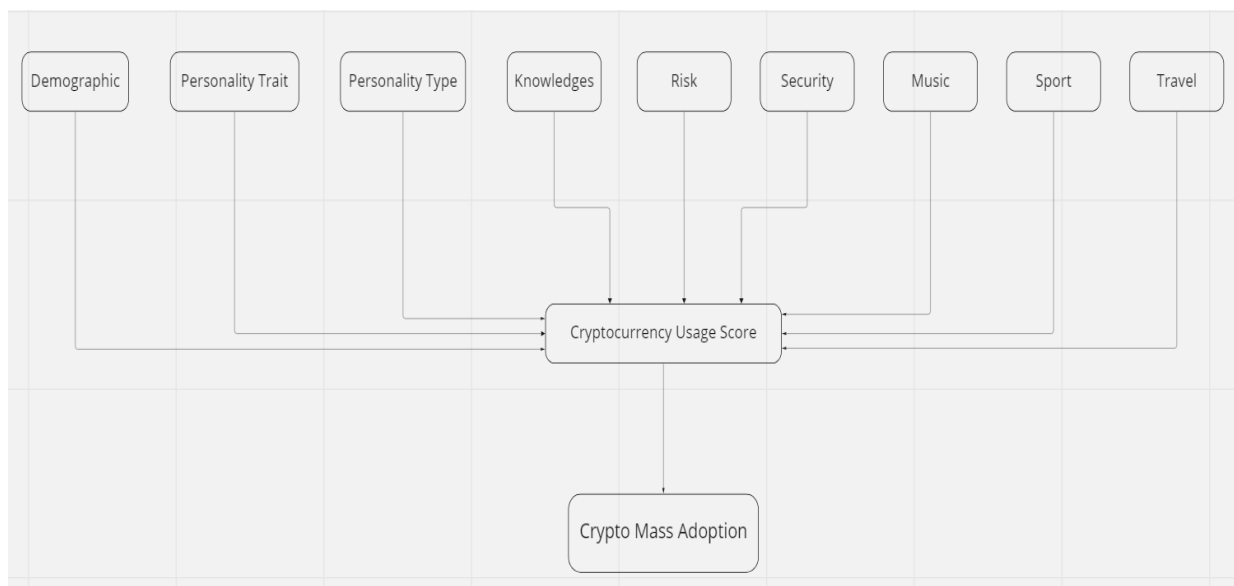 Demographic
Personality Trait
Personality Type
Knowledges
Risk
Security
Music
Sport
Travel
Cryptocurrency Usage Score
Crypto Mass Adoption